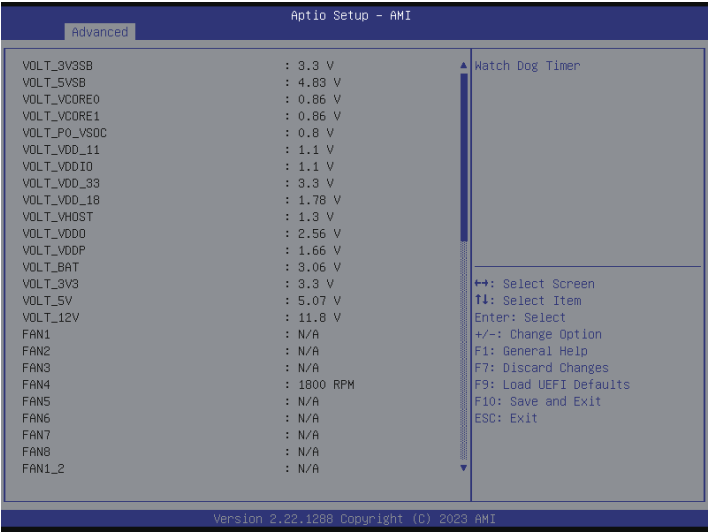 Aptio Setup – AMI
Advanced
VOLT_3V3SB : 3.3 V
VOLT_5VSB : 4.83 V
VOLT_VCORE0 : 0.86 V
VOLT_VCORE1 : 0.86 V
VOLT_P0_VSOC : 0.8 V
VOLT_VDD_11 : 1.1 V
VOLT_VDDIO : 1.1 V
VOLT_VDD_33 : 3.3 V
VOLT_VDD_18 : 1.78 V
VOLT_VHOST : 1.3 V
VOLT_VDDO : 2.56 V
VOLT_VDDP : 1.66 V
VOLT_BAT : 3.06 V
VOLT_3V3 : 3.3 V
VOLT_5V : 5.07 V
VOLT_12V : 11.8 V
FAN1 : N/A
FAN2 : N/A
FAN3 : N/A
FAN4 : 1800 RPM
FAN5 : N/A
FAN6 : N/A
FAN7 : N/A
FAN8 : N/A
FAN1_2 : N/A
Watch Dog Timer
↔: Select Screen
↑↓: Select Item
Enter: Select
+/-: Change Option
F1: General Help
F7: Discard Changes
F9: Load UEFI Defaults
F10: Save and Exit
ESC: Exit
Version 2.22.1288 Copyright (C) 2023 AMI